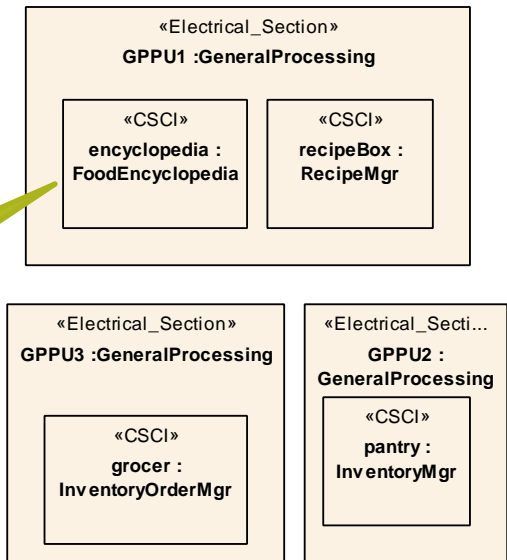 «Electrical_Section»
GPPU1 :GeneralProcessing
«CSCI»
encyclopedia :
FoodEncyclopedia
«CSCI»
recipeBox :
RecipeMgr
«Electrical_Section»
GPPU3 :GeneralProcessing
«CSCI»
grocer :
InventoryOrderMgr
«Electrical_Secti...
GPPU2 :
GeneralProcessing
«CSCI»
pantry :
InventoryMgr